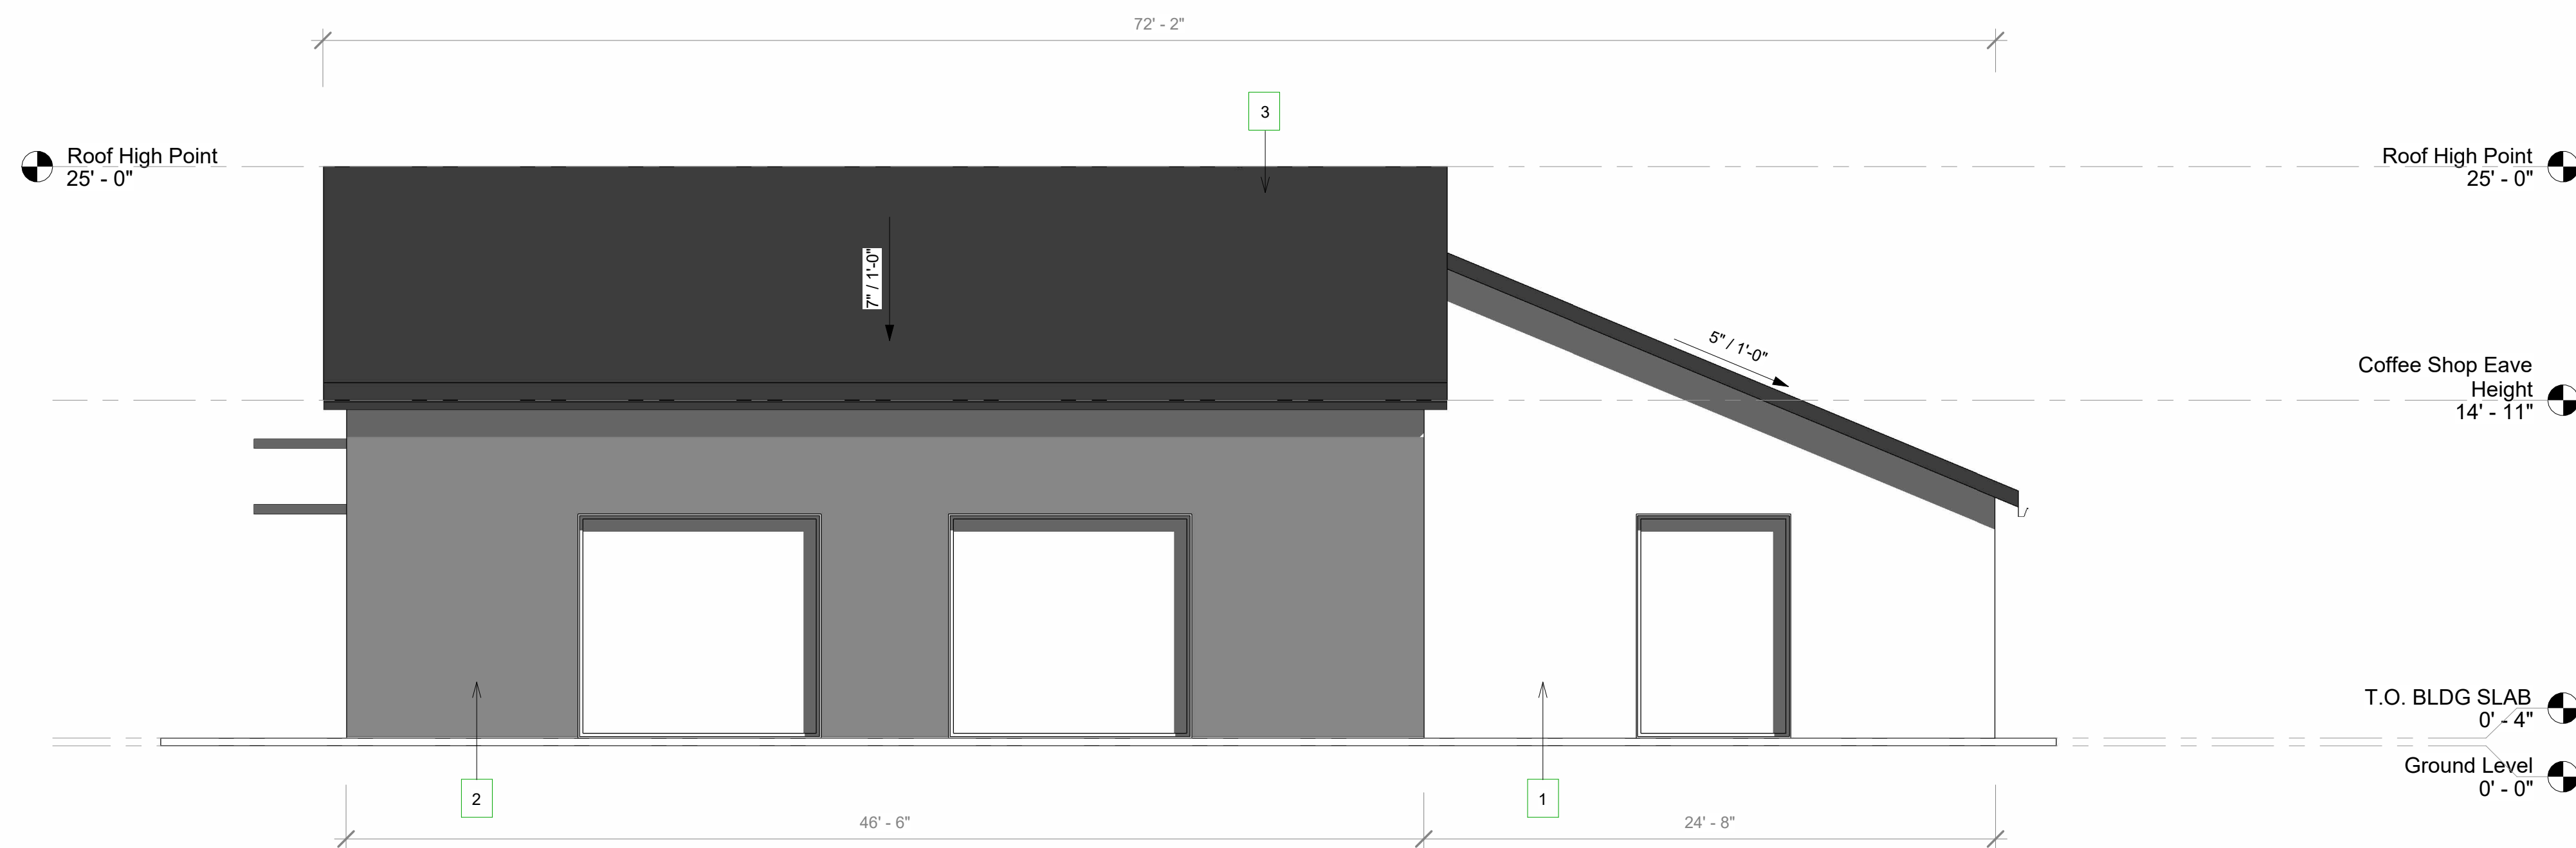 72' - 2"
3
Roof High Point
25' - 0"
Roof High Point
25' - 0"
7" / 1'-0"
5" / 1'-0"
Coffee Shop Eave
Height
14' - 11"
T.O. BLDG SLAB
0' - 4"
Ground Level
0' - 0"
2
1
46' - 6"
24' - 8"